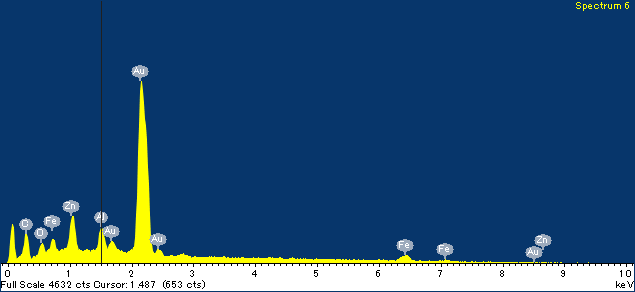 Spectrum 6
Au
C
O
Fe
Zn
Al
Au
Au
Fe
Fe
Au
Zn
0 1 2 3 4 5 6 7 8 9 10
Full Scale 4632 cts Cursor: 1.487 (653 cts) keV